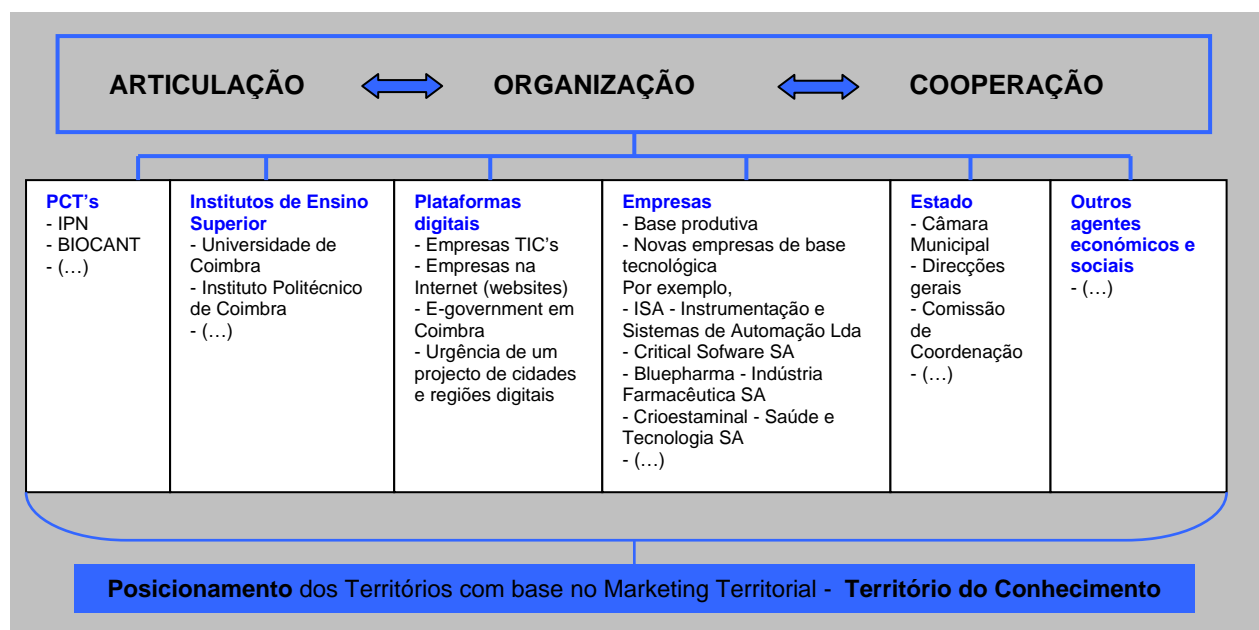 ARTICULAÇÃO ORGANIZAÇÃO COOPERAÇÃO
PCT's
- IPN
- BIOCANT
- (…)
Institutos de Ensino
Superior
- Universidade de
Coimbra
- Instituto Politécnico
de Coimbra
- (…)
Plataformas
digitais
- Empresas TIC's
- Empresas na
Internet (websites)
- E-government em
Coimbra
- Urgência de um
projecto de cidades
e regiões digitais
Empresas
- Base produtiva
- Novas empresas de base
tecnológica
Por exemplo,
- ISA - Instrumentação e
Sistemas de Automação Lda
- Critical Sofware SA
- Bluepharma - Indústria
Farmacêutica SA
- Crioestaminal - Saúde e
Tecnologia SA
- (…)
Estado
- Câmara
Municipal
- Direcções
gerais
- Comissão
de
Coordenação
- (…)
Outros
agentes
económicos e
sociais
- (…)
Posicionamento dos Territórios com base no Marketing Territorial - Território do Conhecimento